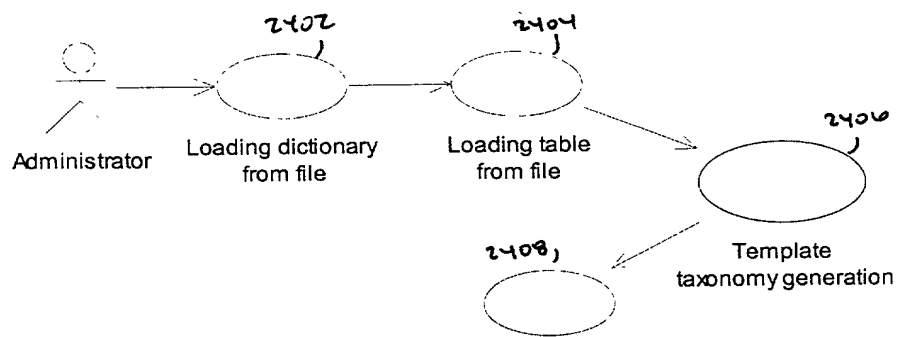 2402
2404
2406
Administrator
Loading dictionary
from file
Loading table
from file
2408
Template
taxonomy generation